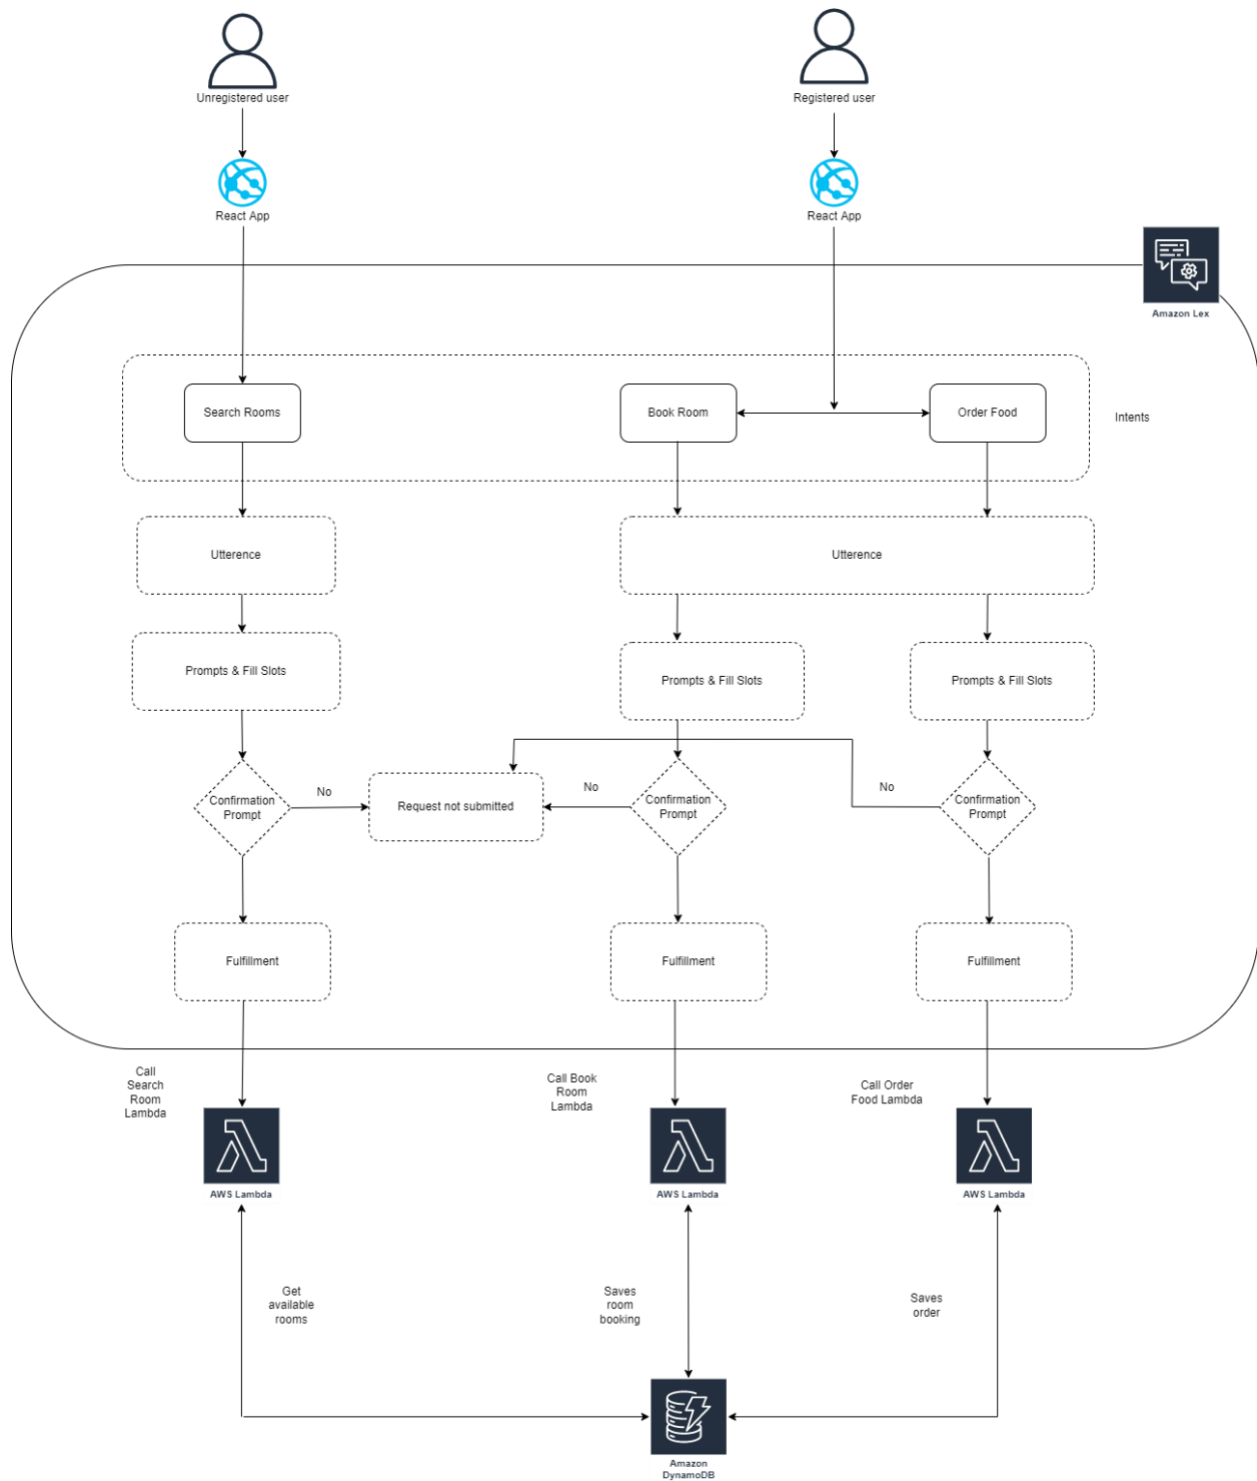 Unregistered user
Registered user
React App
React App
Amazon Lex
Search Rooms
Book Room
Order Food
Intents
Utterence
Utterence
Prompts & Fill Slots
Prompts & Fill Slots
Prompts & Fill Slots
Confirmation
Prompt
No
Request not submitted
No
Confirmation
Prompt
No
Confirmation
Prompt
Fulfillment
Fulfillment
Fulfillment
Call
Search
Room
Lambda
Call Book
Room
Lambda
Call Order
Food Lambda
AWS Lambda
AWS Lambda
AWS Lambda
Get
available
rooms
Saves
room
booking
Saves
order
Amazon
DynamoDB